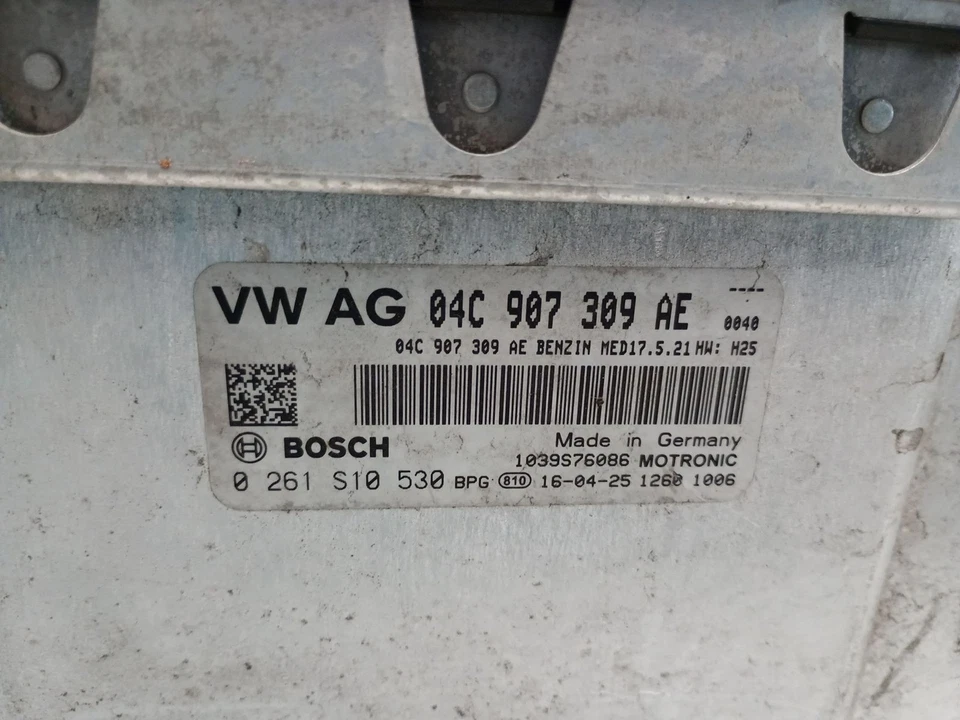 VW AG 04C 907 309 AE ----
0040
04C 907 309 AE BENZIN MED17.5.21 HW: H25
BOSCH
Made in Germany
1039S76086 MOTRONIC
0 261 S10 530 BPG 810 16-04-25 1260 1006